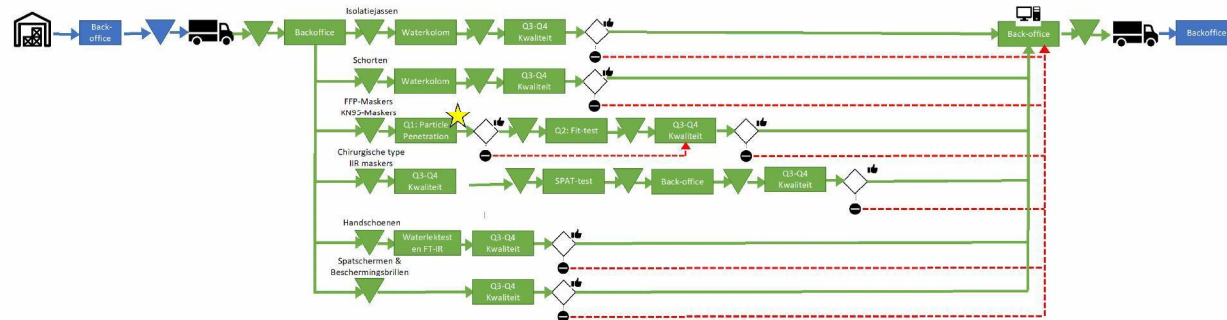 Isolatiejassen
Back-
office
Backoffice
Waterkolom
Q3-Q4
Kwaliteit
Back-office
Backoffice
Schorten
Waterkolom
Q3-Q4
Kwaliteit
FFP-Maskers
KN95-Maskers
Q1: Particle
Penetration
Q2: Fit-test
Q3-Q4
Kwaliteit
Chirurgische type
IIR maskers
Q3-Q4
Kwaliteit
SPAT-test
Back-office
Q3-Q4
Kwaliteit
Handschoenen
Waterlektest
en FT-IR
Q3-Q4
Kwaliteit
Spatschermen &
Beschermingsbrillen
Q3-Q4
Kwaliteit